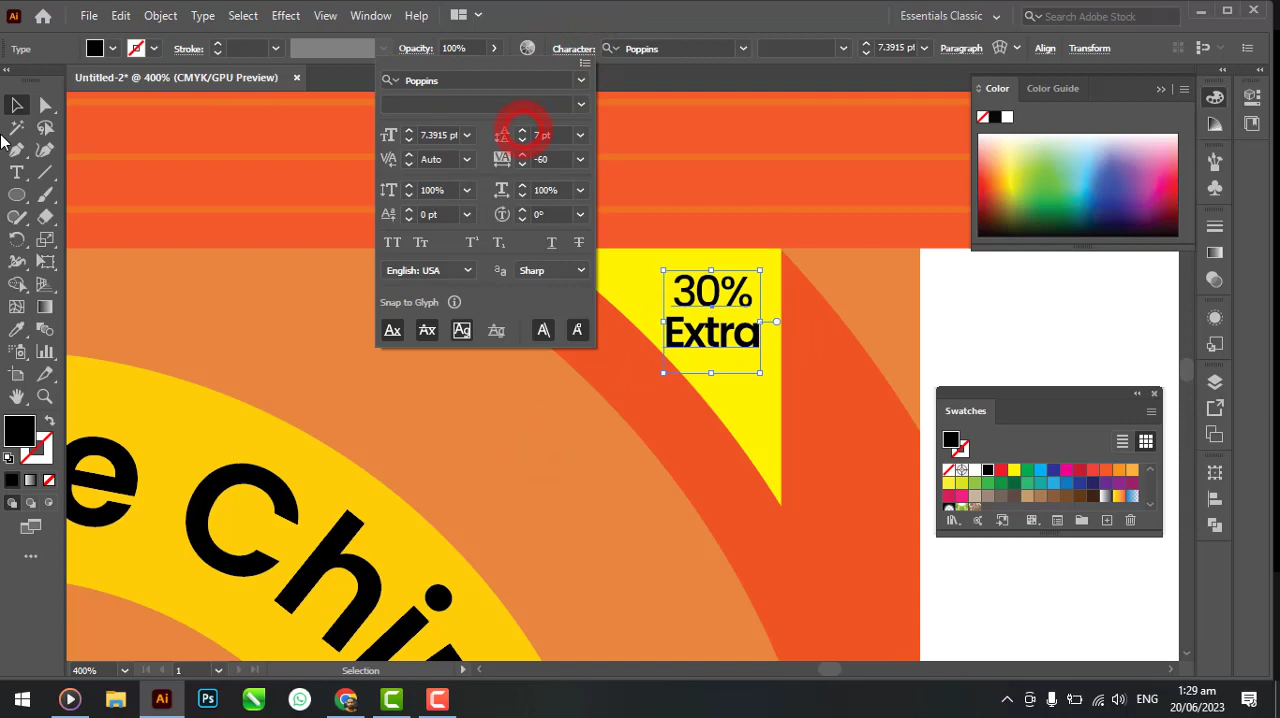 File Edit Object Type Select Effect View Window Help
Essentials Classic
Search Adobe Stock
Type Stroke: Opacity: 100% Character: Poppins 7.3915 pt Paragraph Align Transform
Untitled-2* @ 400% (CMYK/GPU Preview)
Poppins
7.3915 pt 7 pt
Auto -60
100% 100%
0 pt 0°
English: USA Sharp
Snap to Glyph
30%
Extra
e Chi
Color Color Guide
Swatches
400% 1 Selection
ENG
1:29 am
20/06/2023